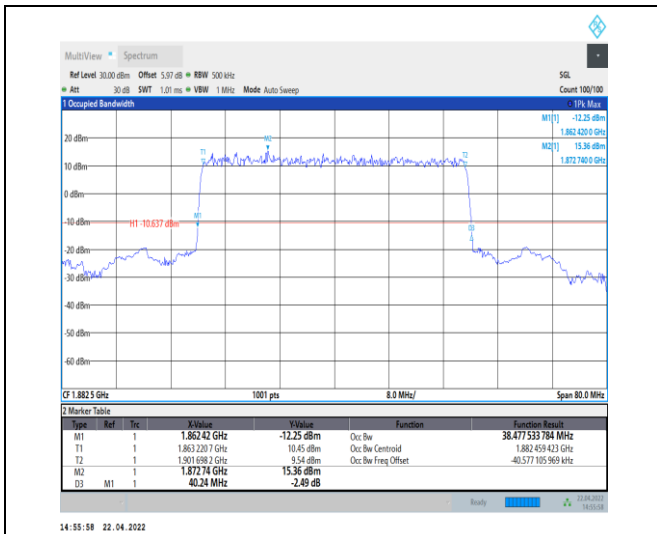 MultiView Spectrum
Ref Level 30.00 dBm Offset 5.97 dB RBW 500 kHz SGL
Att 30 dB SWT 1.01 ms VBW 1 MHz Mode Auto Sweep Count 100/100
1 Occupied Bandwidth 1Pk Max
M1[1] -12.25 dBm
1.862 420 0 GHz
M2[1] 15.36 dBm
1.872 740 0 GHz
20 dBm
M2
T1
T2
10 dBm
0 dBm
M1
-10 dBm
H1 -10.637 dBm
D3
-20 dBm
-30 dBm
-40 dBm
-50 dBm
-60 dBm
CF 1.882 5 GHz 1001 pts 8.0 MHz/ Span 80.0 MHz
2 Marker Table
Type Ref Trc X-Value Y-Value Function Function Result
M1 1 1.862 42 GHz -12.25 dBm Occ Bw 38.477 533 784 MHz
T1 1 1.863 220 7 GHz 10.45 dBm Occ Bw Centroid 1.882 459 423 GHz
T2 1 1.901 698 2 GHz 9.54 dBm Occ Bw Freq Offset -40.577 105 969 kHz
M2 1 1.872 74 GHz 15.36 dBm
D3 M1 1 40.24 MHz -2.49 dB
Ready 22.04.2022
14:55:58
14:55:58 22.04.2022